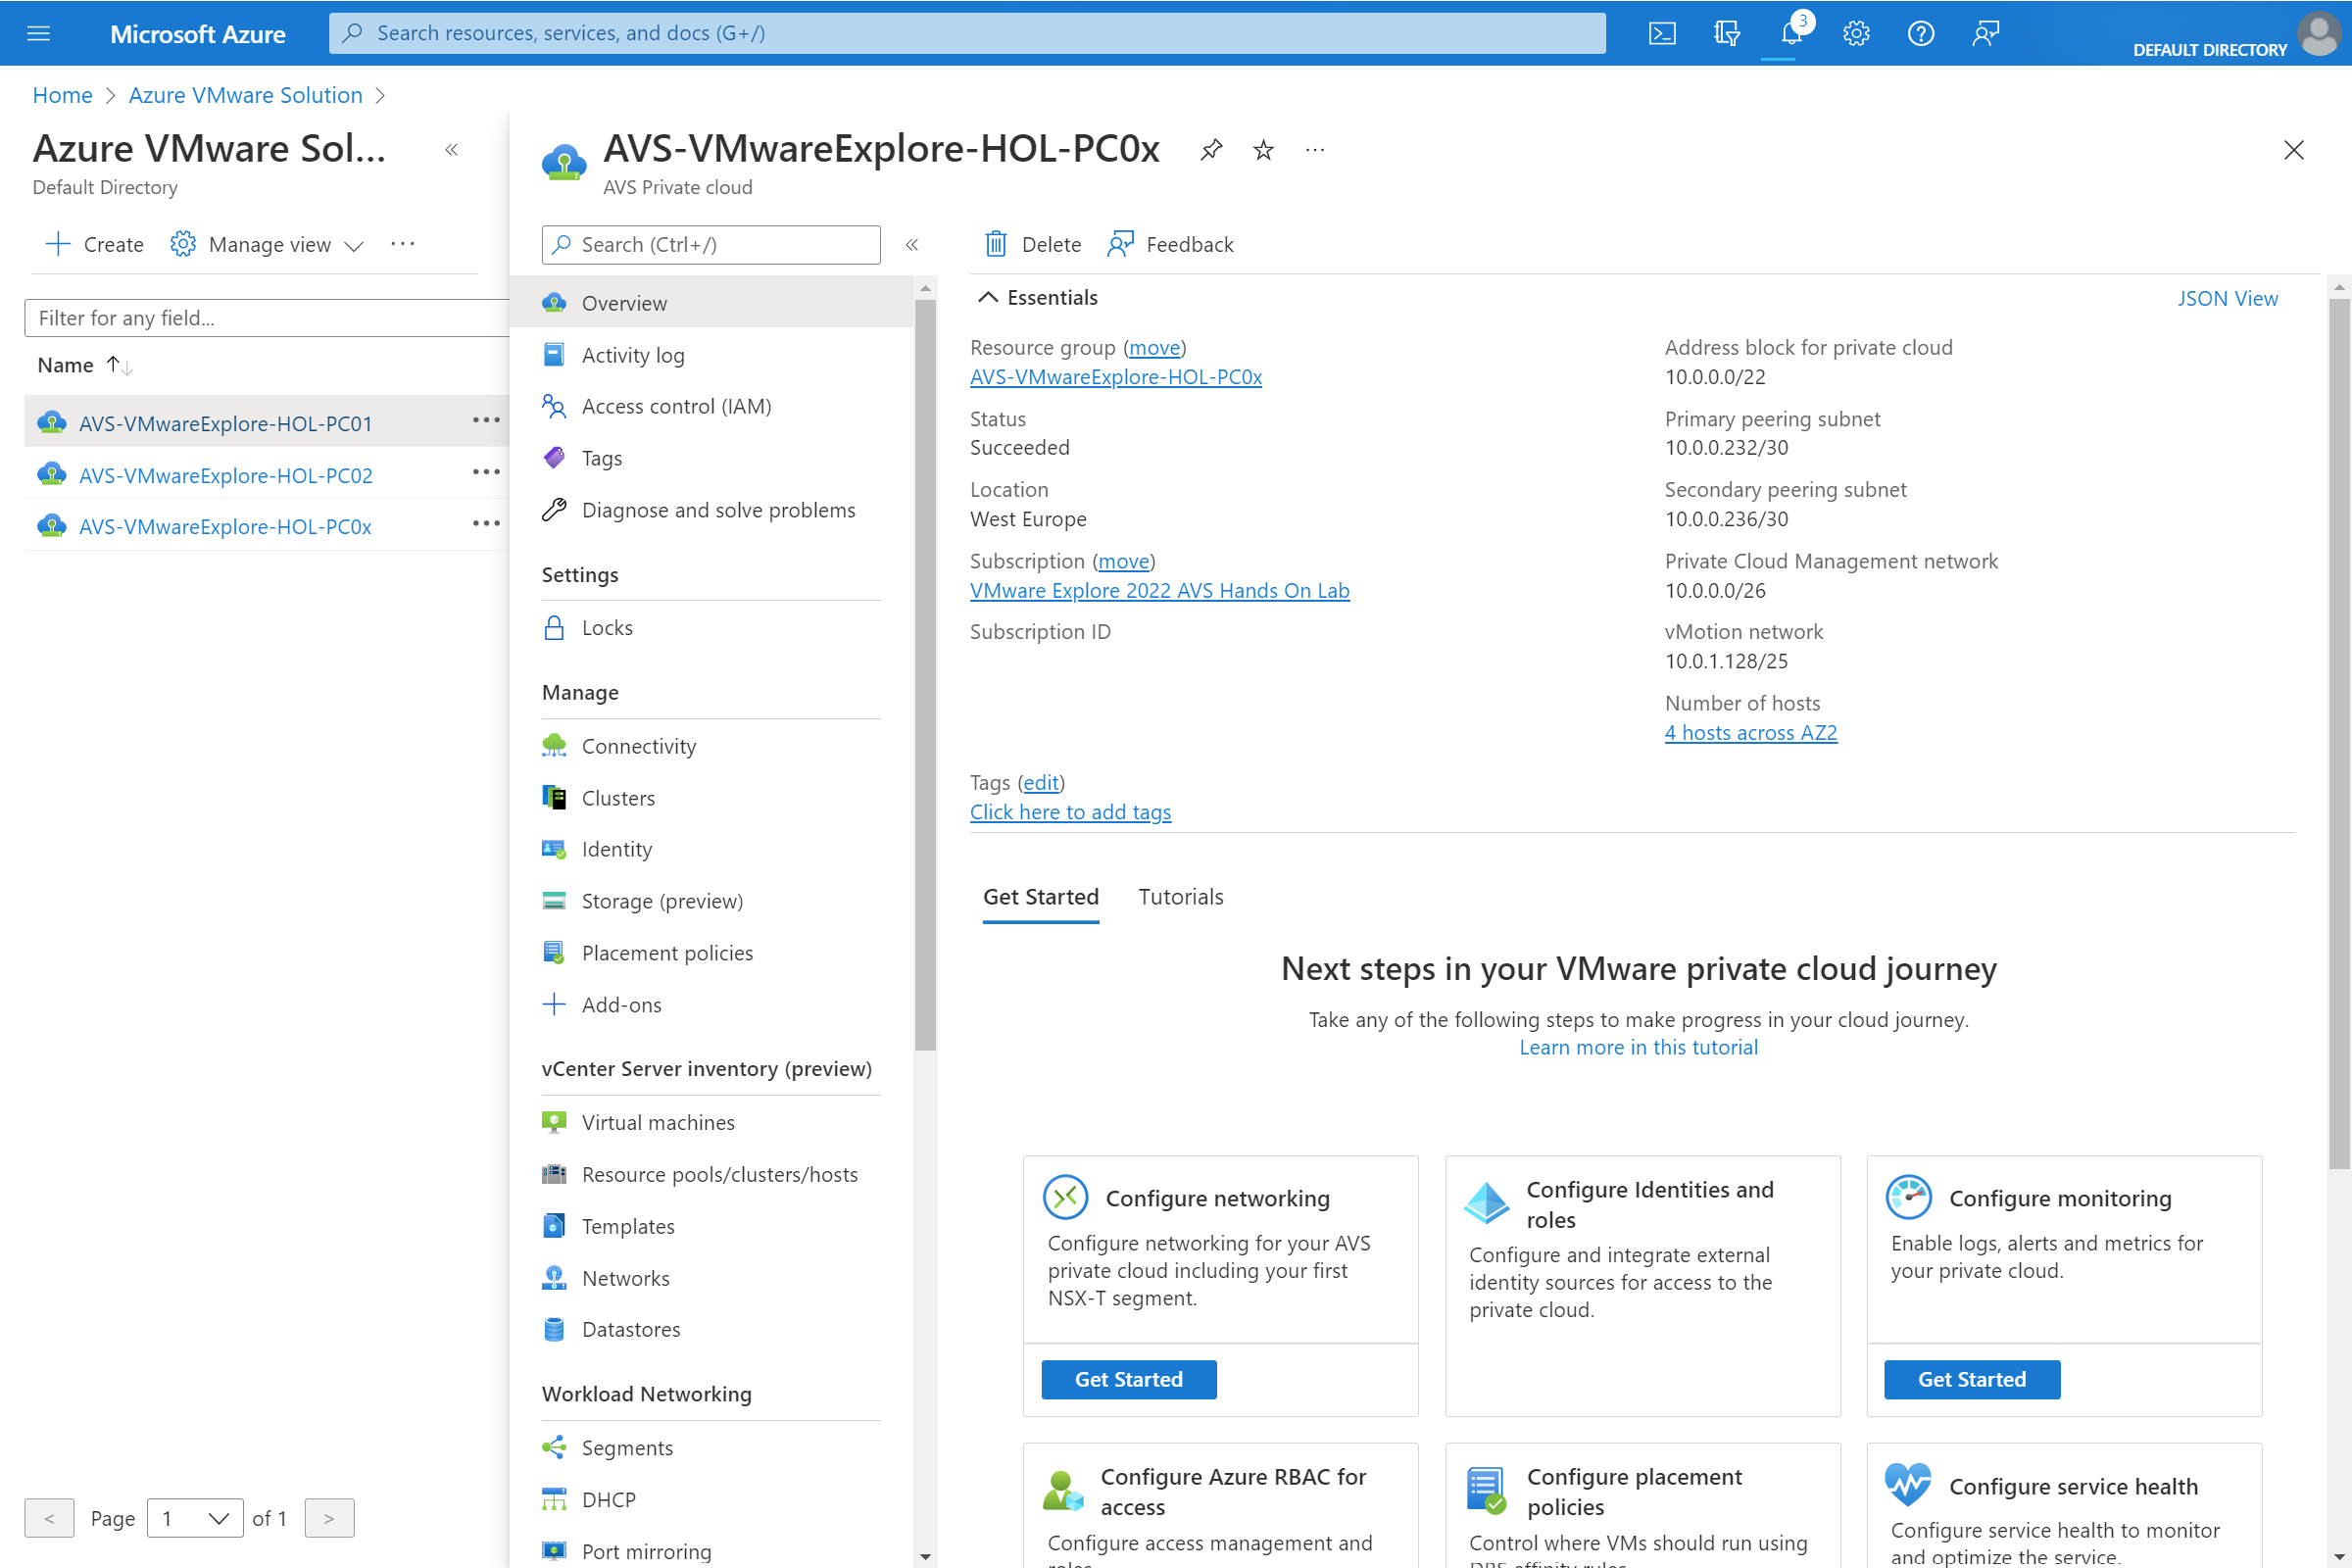 Microsoft Azure
Search resources, services, and docs (G+/)
3
DEFAULT DIRECTORY
Home > Azure VMware Solution >
Azure VMware Sol...
Default Directory
Create
Manage view
Filter for any field...
Name
AVS-VMwareExplore-HOL-PC01
AVS-VMwareExplore-HOL-PC02
AVS-VMwareExplore-HOL-PC0x
< Page 1 of 1 >
AVS-VMwareExplore-HOL-PC0x
AVS Private cloud
Search (Ctrl+/)
Overview
Activity log
Access control (IAM)
Tags
Diagnose and solve problems
Settings
Locks
Manage
Connectivity
Clusters
Identity
Storage (preview)
Placement policies
Add-ons
vCenter Server inventory (preview)
Virtual machines
Resource pools/clusters/hosts
Templates
Networks
Datastores
Workload Networking
Segments
DHCP
Port mirroring
Delete
Feedback
Essentials
JSON View
Resource group (move)
AVS-VMwareExplore-HOL-PC0x
Status
Succeeded
Location
West Europe
Subscription (move)
VMware Explore 2022 AVS Hands On Lab
Subscription ID
Address block for private cloud
10.0.0.0/22
Primary peering subnet
10.0.0.232/30
Secondary peering subnet
10.0.0.236/30
Private Cloud Management network
10.0.0.0/26
vMotion network
10.0.1.128/25
Number of hosts
4 hosts across AZ2
Tags (edit)
Click here to add tags
Get Started
Tutorials
Next steps in your VMware private cloud journey
Take any of the following steps to make progress in your cloud journey.
Learn more in this tutorial
Configure networking
Configure networking for your AVS
private cloud including your first
NSX-T segment.
Get Started
Configure Identities and
roles
Configure and integrate external
identity sources for access to the
private cloud.
Configure monitoring
Enable logs, alerts and metrics for
your private cloud.
Get Started
Configure Azure RBAC for
access
Configure access management and
roles.
Configure placement
policies
Control where VMs should run using
DRS affinity rules.
Configure service health
Configure service health to monitor
and optimize the service.